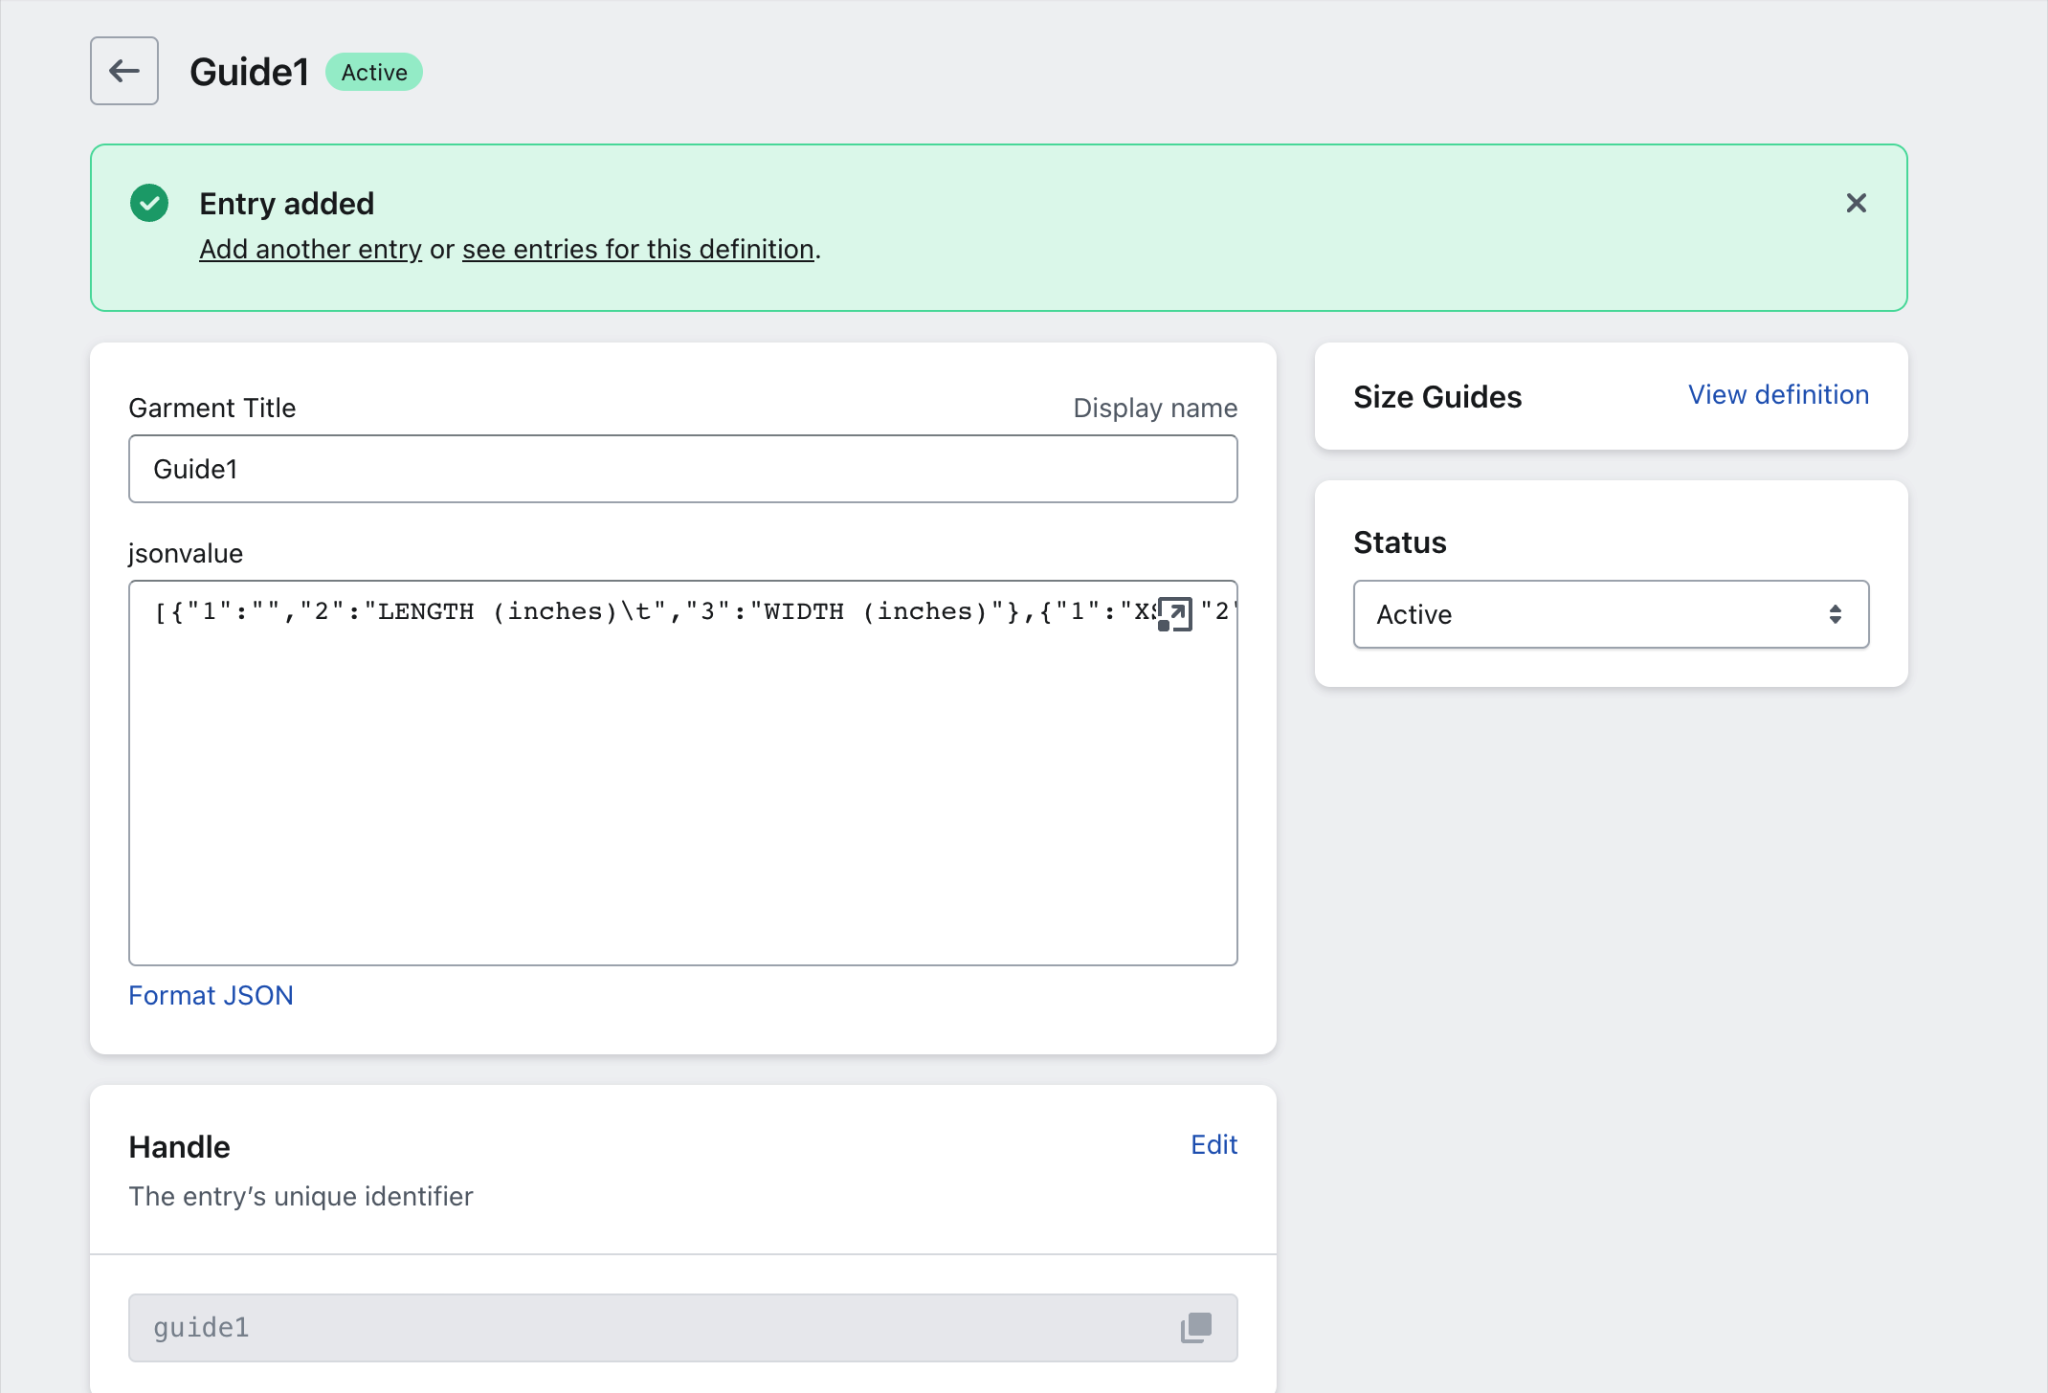 Guide1 Active
Entry added
Add another entry or see entries for this definition.
Garment Title Display name
Guide1
jsonvalue
[{"1":"","2":"LENGTH (inches)\t","3":"WIDTH (inches)"},{"1":"XS "2"
Format JSON
Size Guides View definition
Status
Active
Handle Edit
The entry’s unique identifier
guide1